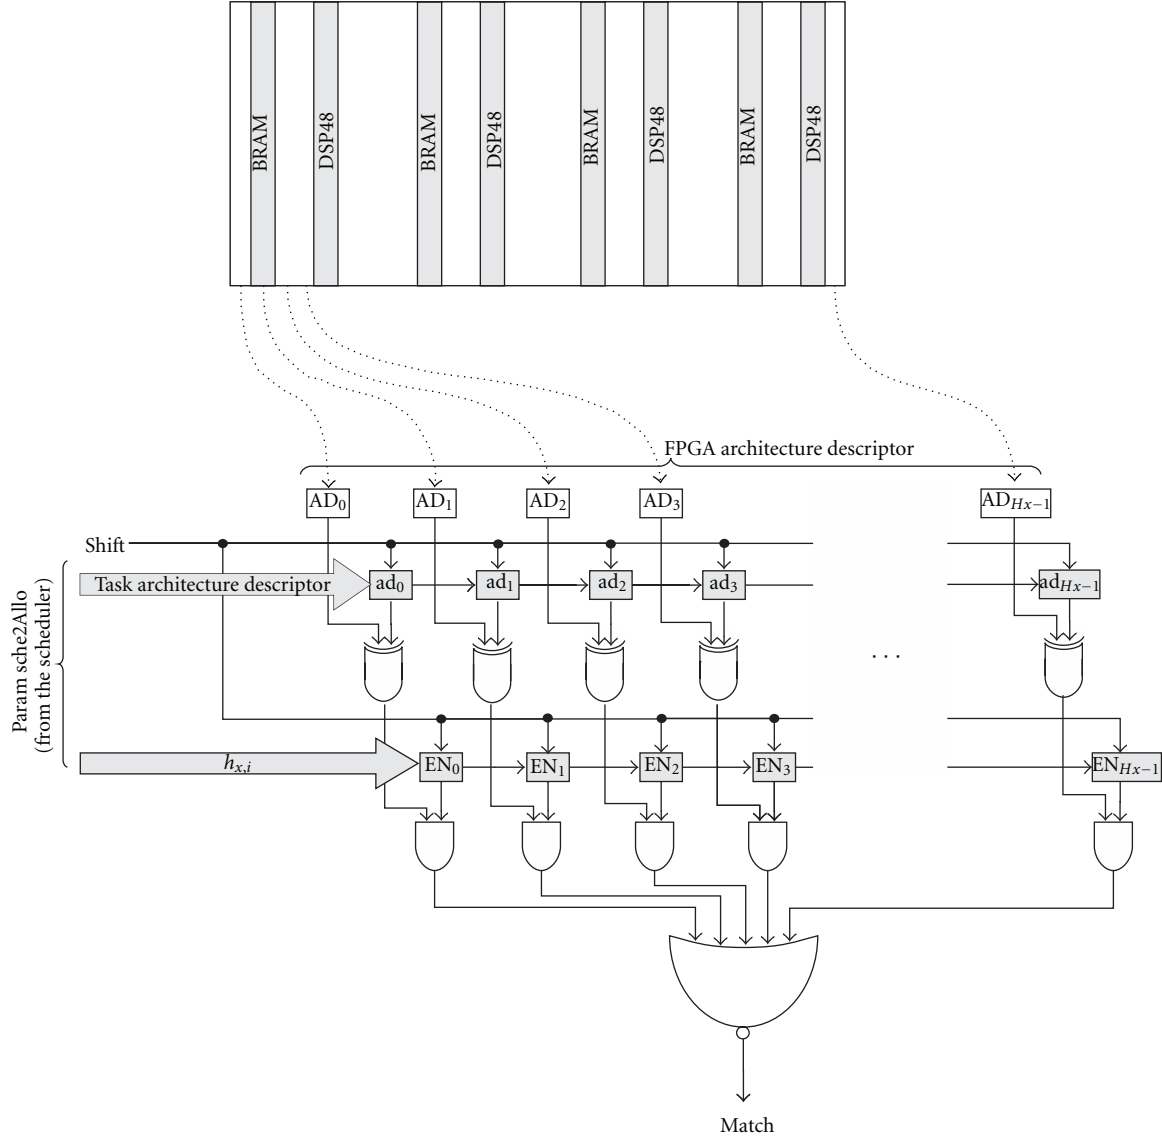 BRAM
DSP48
BRAM
DSP48
BRAM
DSP48
BRAM
DSP48
FPGA architecture descriptor
AD0
AD1
AD2
AD3
ADHx−1
Shift
Task architecture descriptor
ad0
ad1
ad2
ad3
adHx−1
Param sche2Allo
(from the scheduler)
. . .
hx,i
EN0
EN1
EN2
EN3
ENHx−1
Match